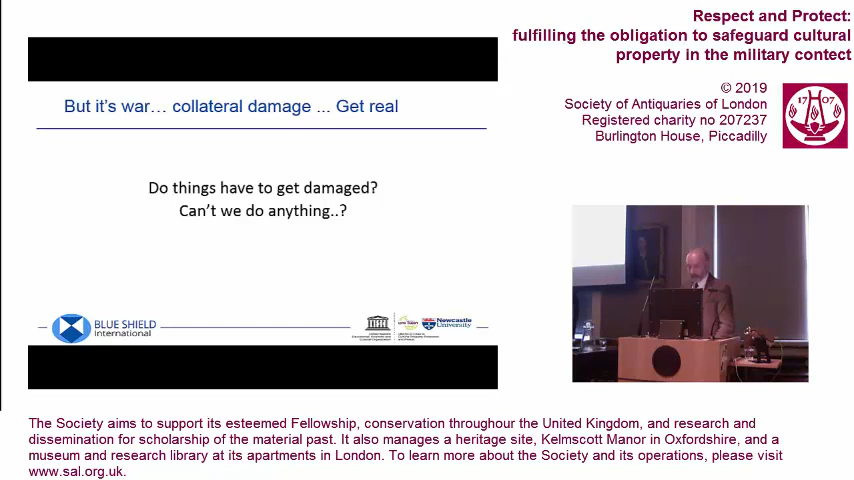 Respect and Protect:
fulfilling the obligation to safeguard cultural
property in the military contect
© 2019
Society of Antiquaries of London
Registered charity no 207237
Burlington House, Piccadilly
17 07
But it's war… collateral damage ... Get real
Do things have to get damaged?
Can't we do anything..?
BLUE SHIELD
International
Newcastle
University
The Society aims to support its esteemed Fellowship, conservation throughour the United Kingdom, and research and
dissemination for scholarship of the material past. It also manages a heritage site, Kelmscott Manor in Oxfordshire, and a
museum and research library at its apartments in London. To learn more about the Society and its operations, please visit
www.sal.org.uk.